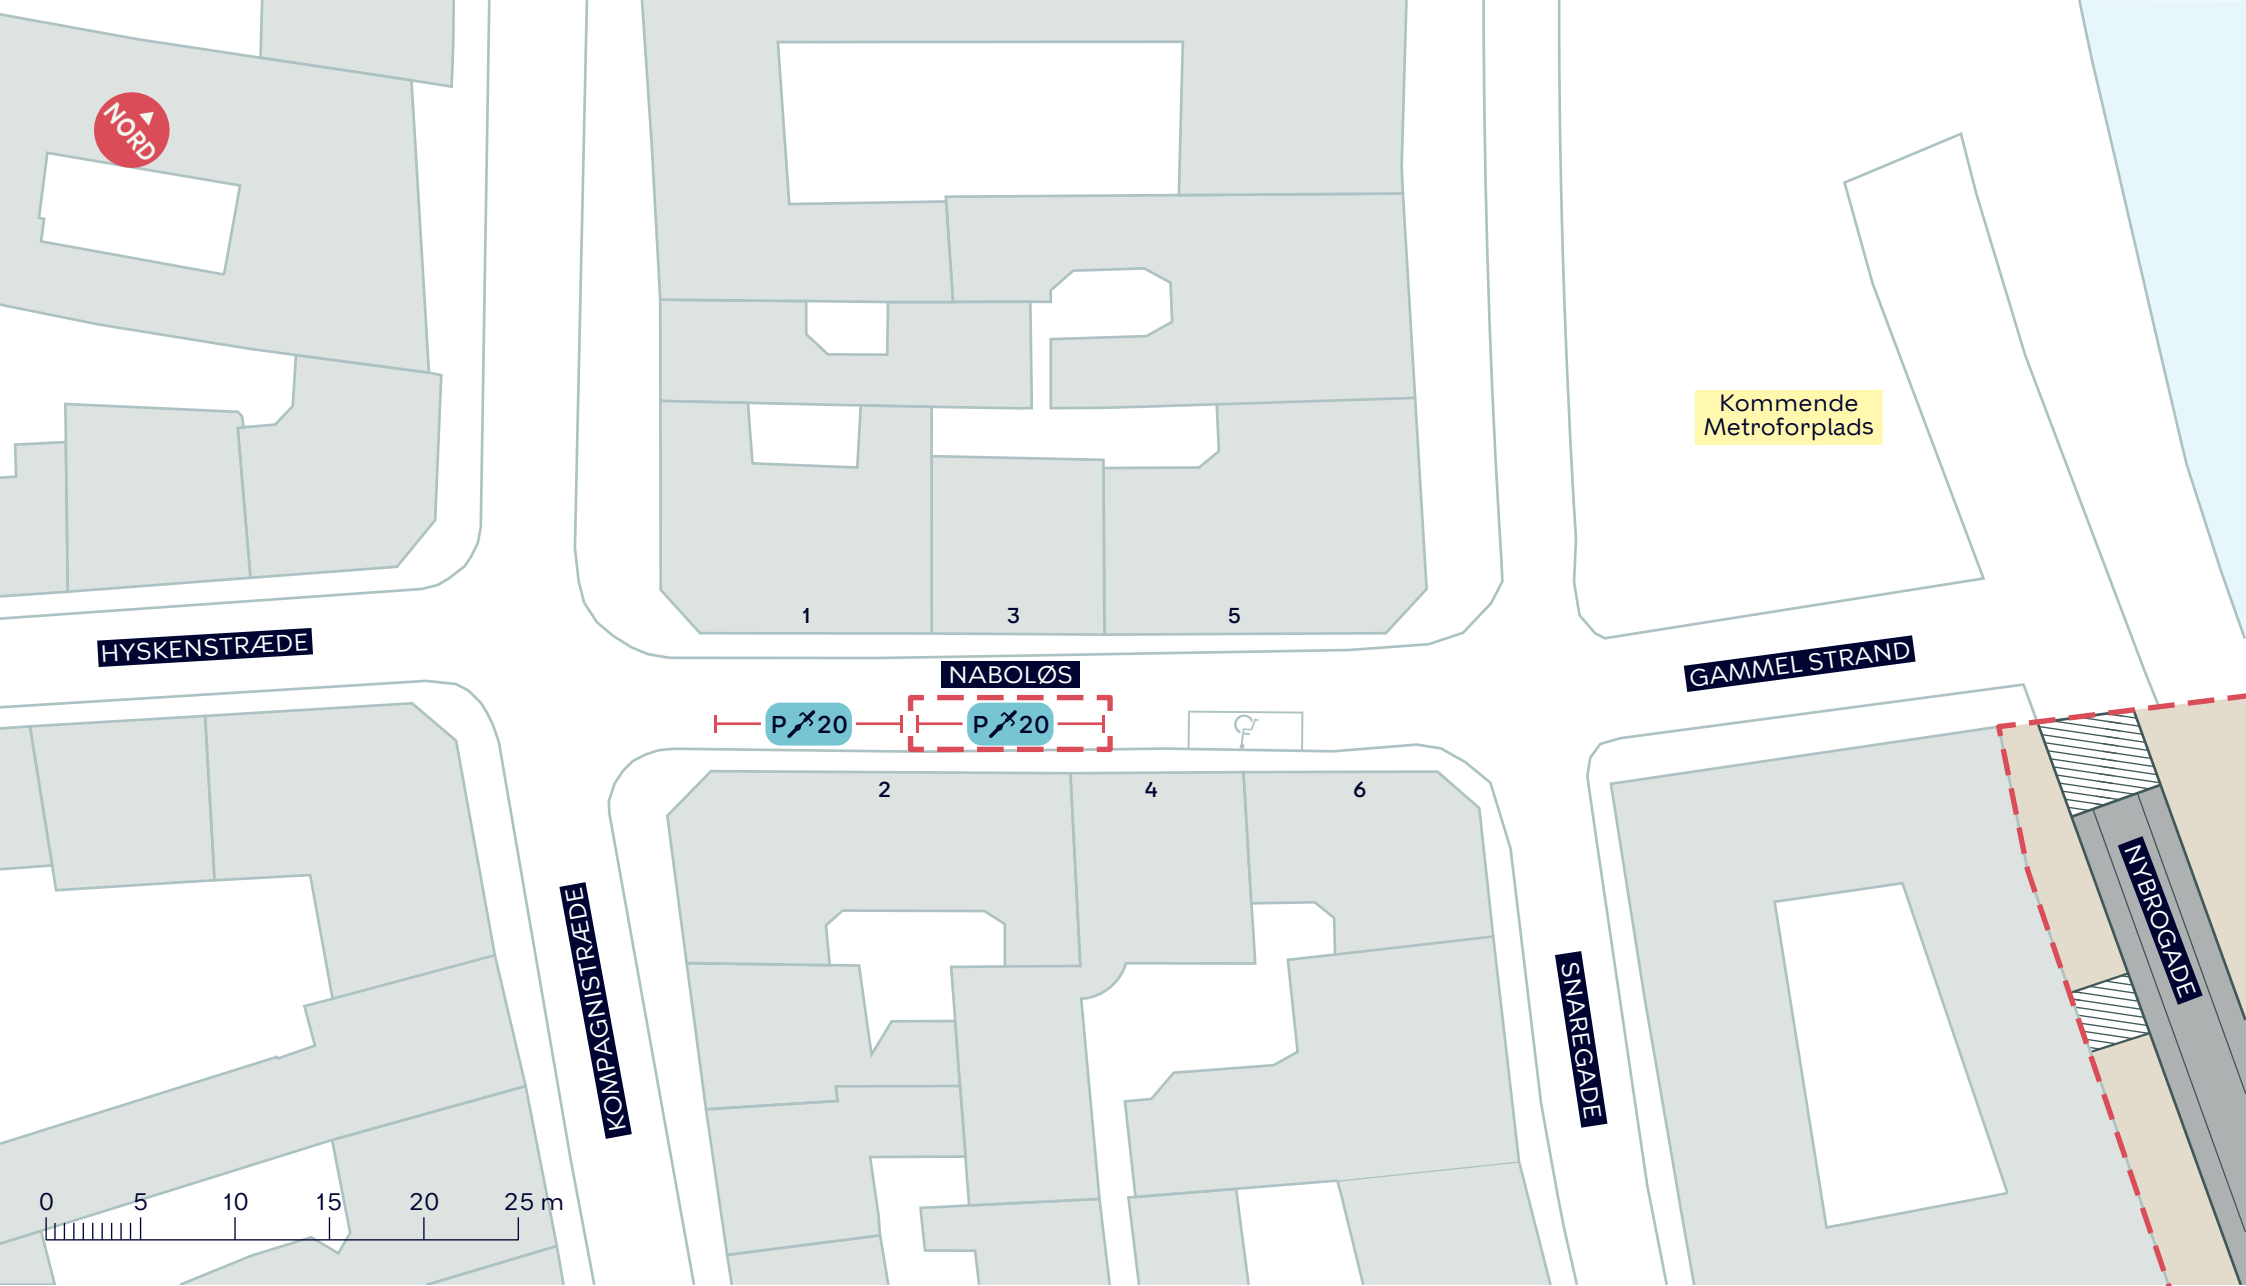 NORD
Kommende
Metroforplads
1
3
5
HYSKENSTRÆDE
NABOLØS
GAMMEL STRAND
P 20
P 20
2
4
6
NYBROGADE
KOMPAGNISTRÆDE
SNAREGADE
0 5 10 15 20 25 m